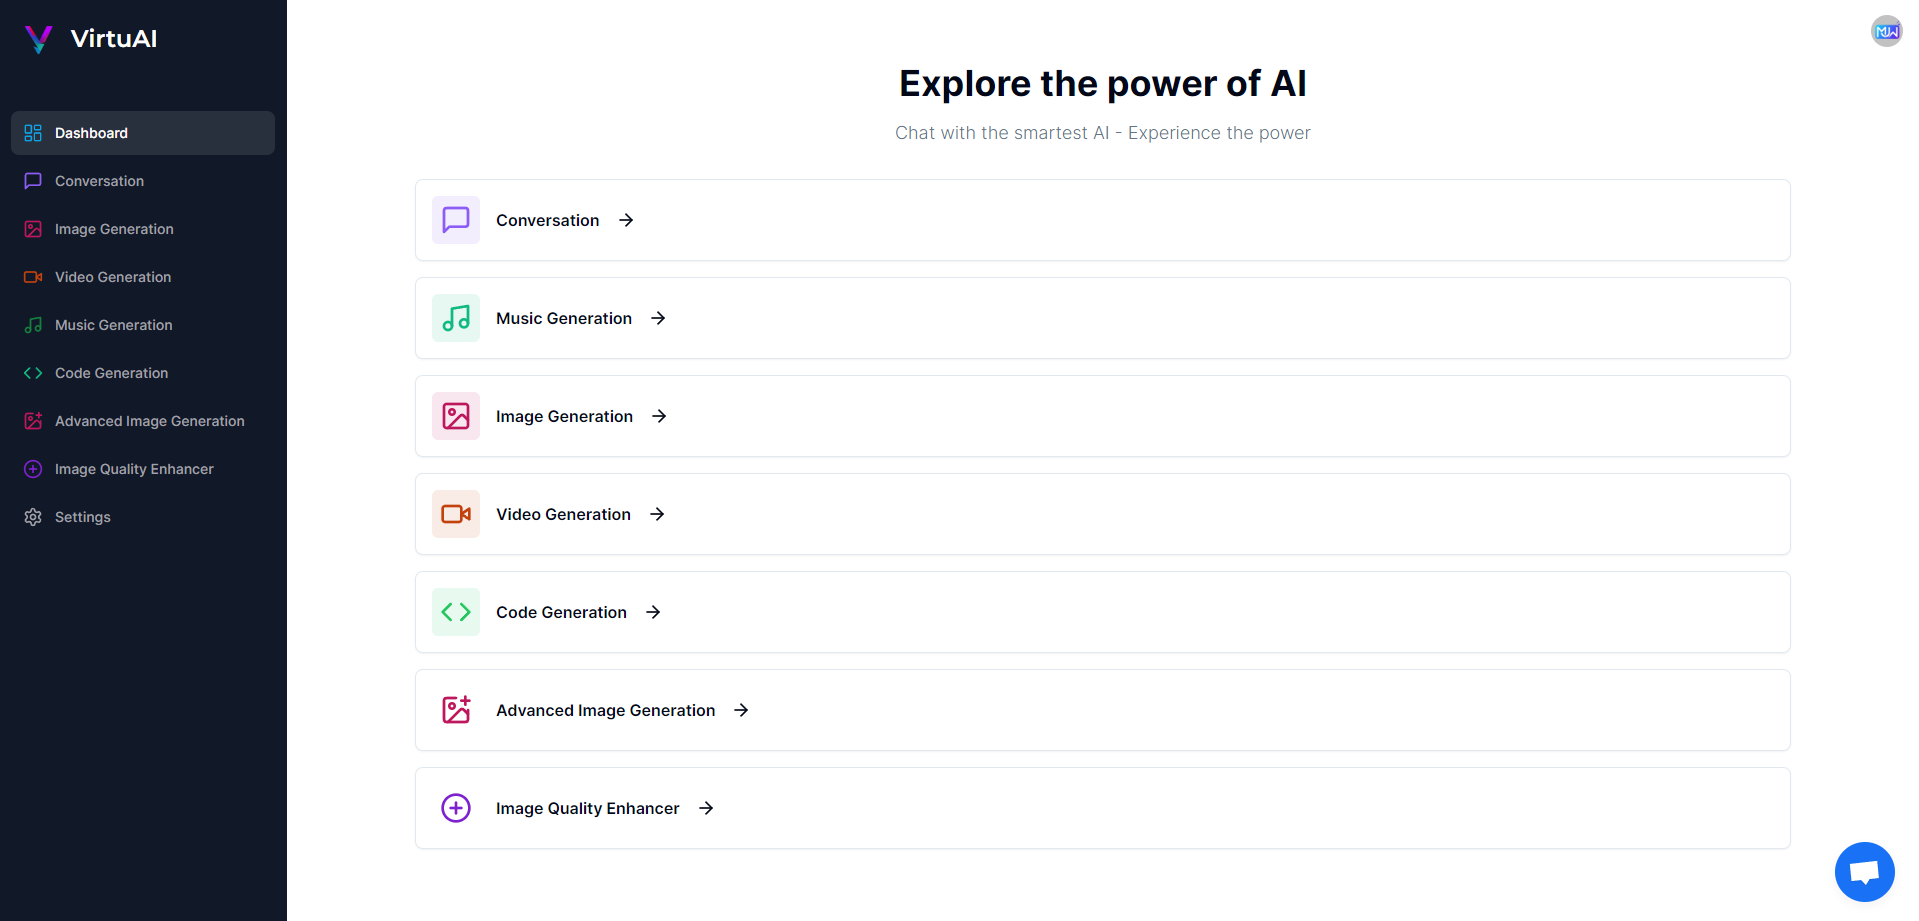 VirtuAI
Dashboard
Conversation
Image Generation
Video Generation
Music Generation
Code Generation
Advanced Image Generation
Image Quality Enhancer
Settings
MJW
Explore the power of AI
Chat with the smartest AI - Experience the power
Conversation
Music Generation
Image Generation
Video Generation
Code Generation
Advanced Image Generation
Image Quality Enhancer